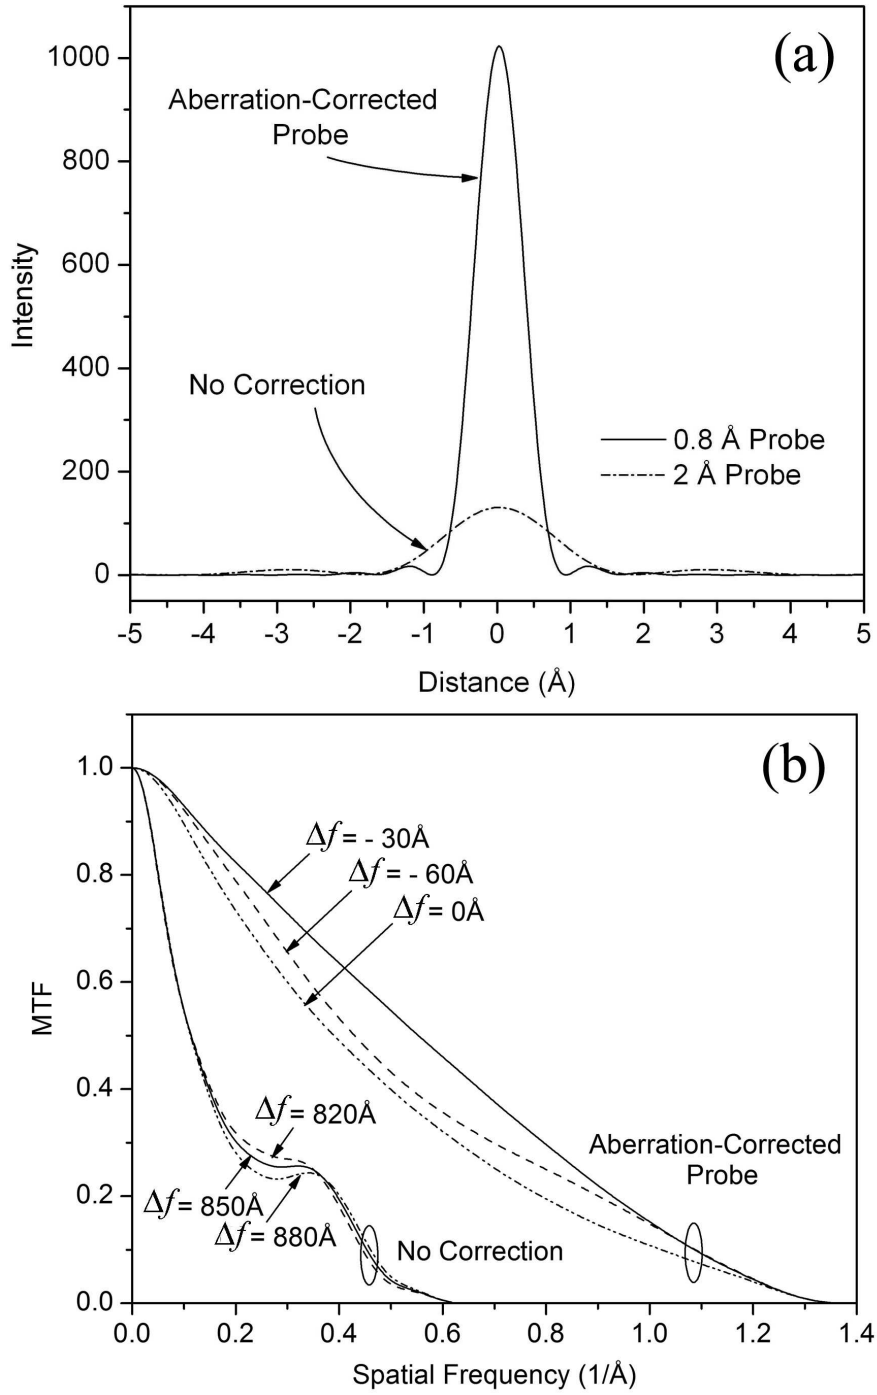 (a)
1000
800
600
400
200
0
Intensity
Aberration-Corrected
Probe
No Correction
0.8 Å Probe
2 Å Probe
-5 -4 -3 -2 -1 0 1 2 3 4 5
Distance (Å)
(b)
1.0
0.8
0.6
0.4
0.2
0.0
MTF
Δf = - 30Å
Δf = - 60Å
Δf = 0Å
Δf = 820Å
Δf = 850Å
Δf = 880Å
Aberration-Corrected
Probe
No Correction
0.0 0.2 0.4 0.6 0.8 1.0 1.2 1.4
Spatial Frequency (1/Å)